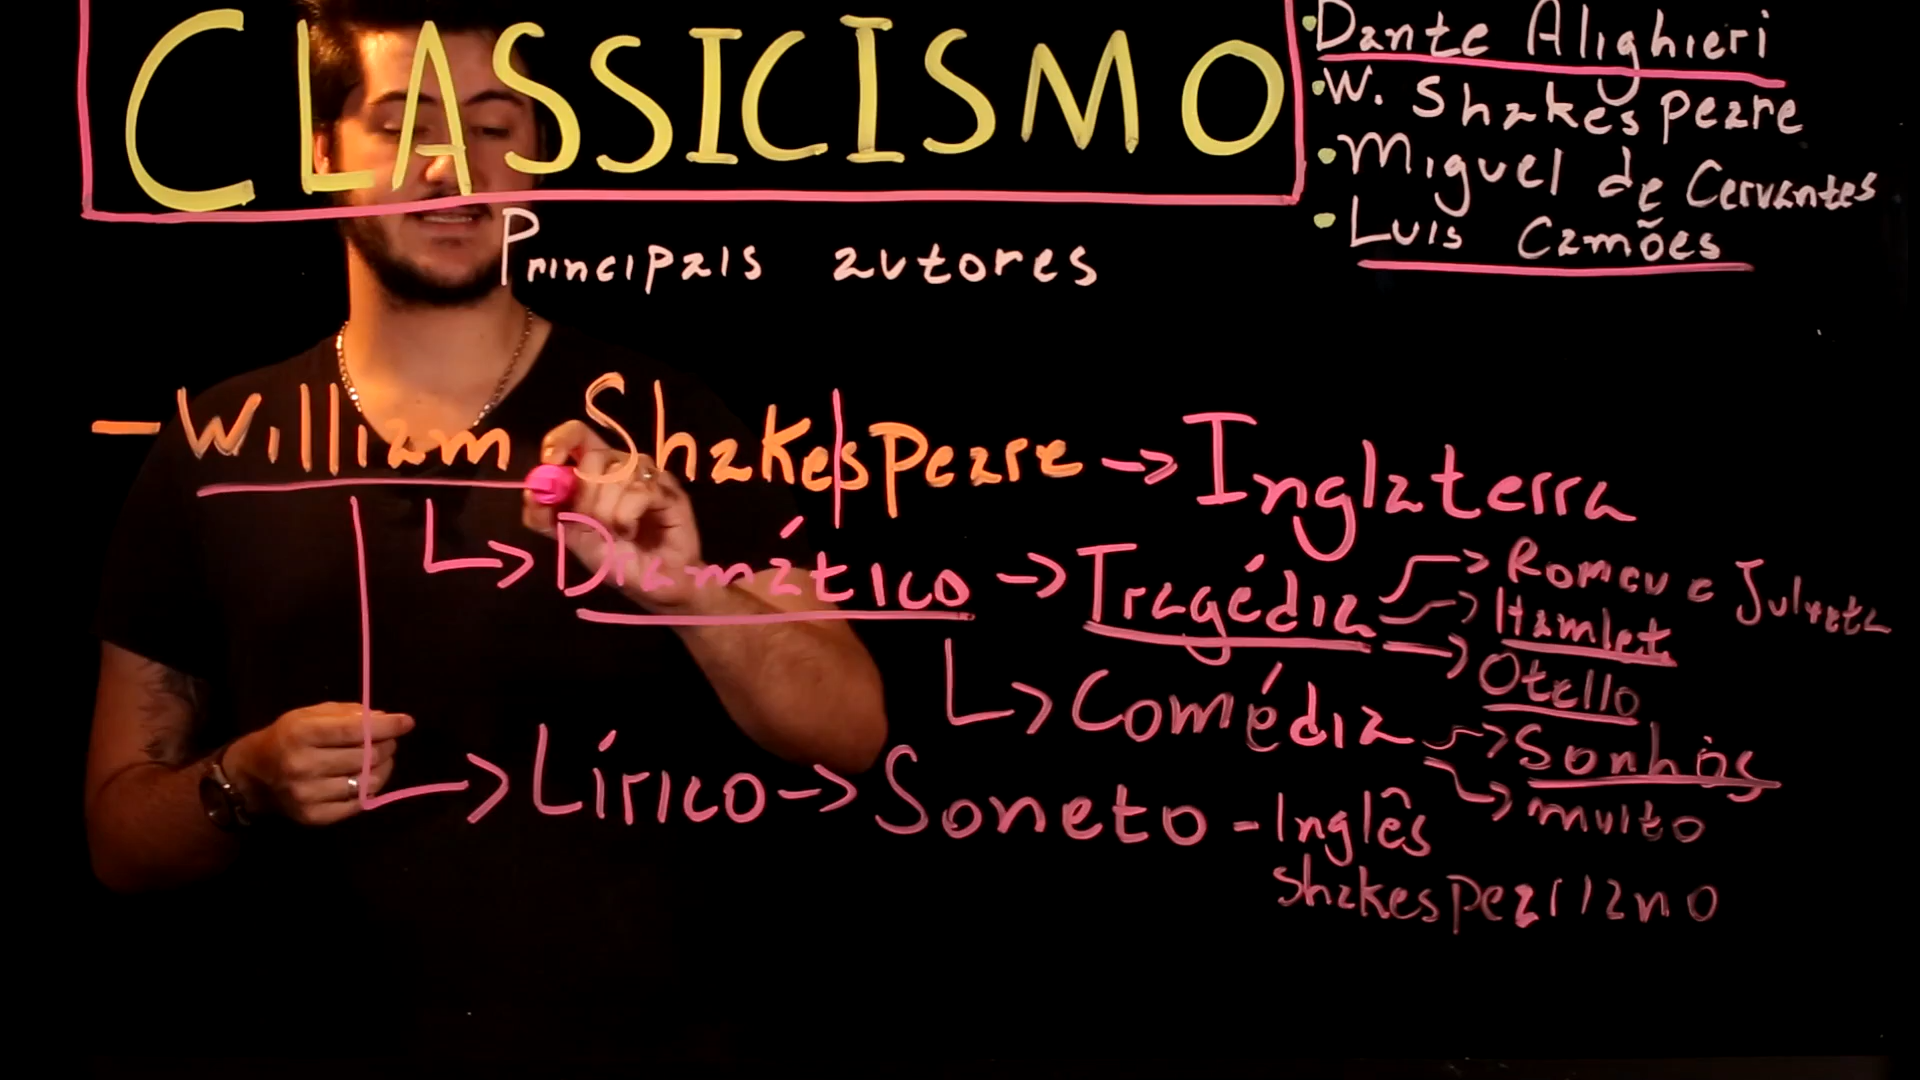 CLASSICISMO
• Dante Alighieri
• W. Shakespeare
• Miguel de Cervantes
• Luis Camões
Principais autores
- William Shakespeare -> Inglaterra
Dramático -> Tragédia -> Romeu e Julieta
-> Hamlet
-> Otello
-> Comédia -> Sonhos
-> muito
-> Lírico -> Soneto - Inglês
Shakespeariano